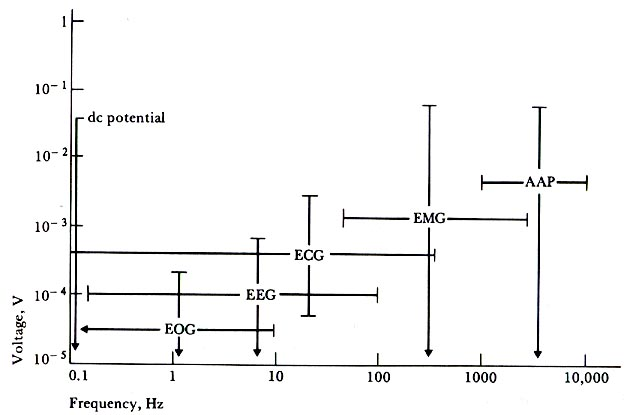 1
10⁻¹
dc potential
10⁻²
AAP
10⁻³
EMG
ECG
10⁻⁴
EEG
EOG
10⁻⁵
Voltage, V
0.1
1
10
100
1000
10,000
Frequency, Hz